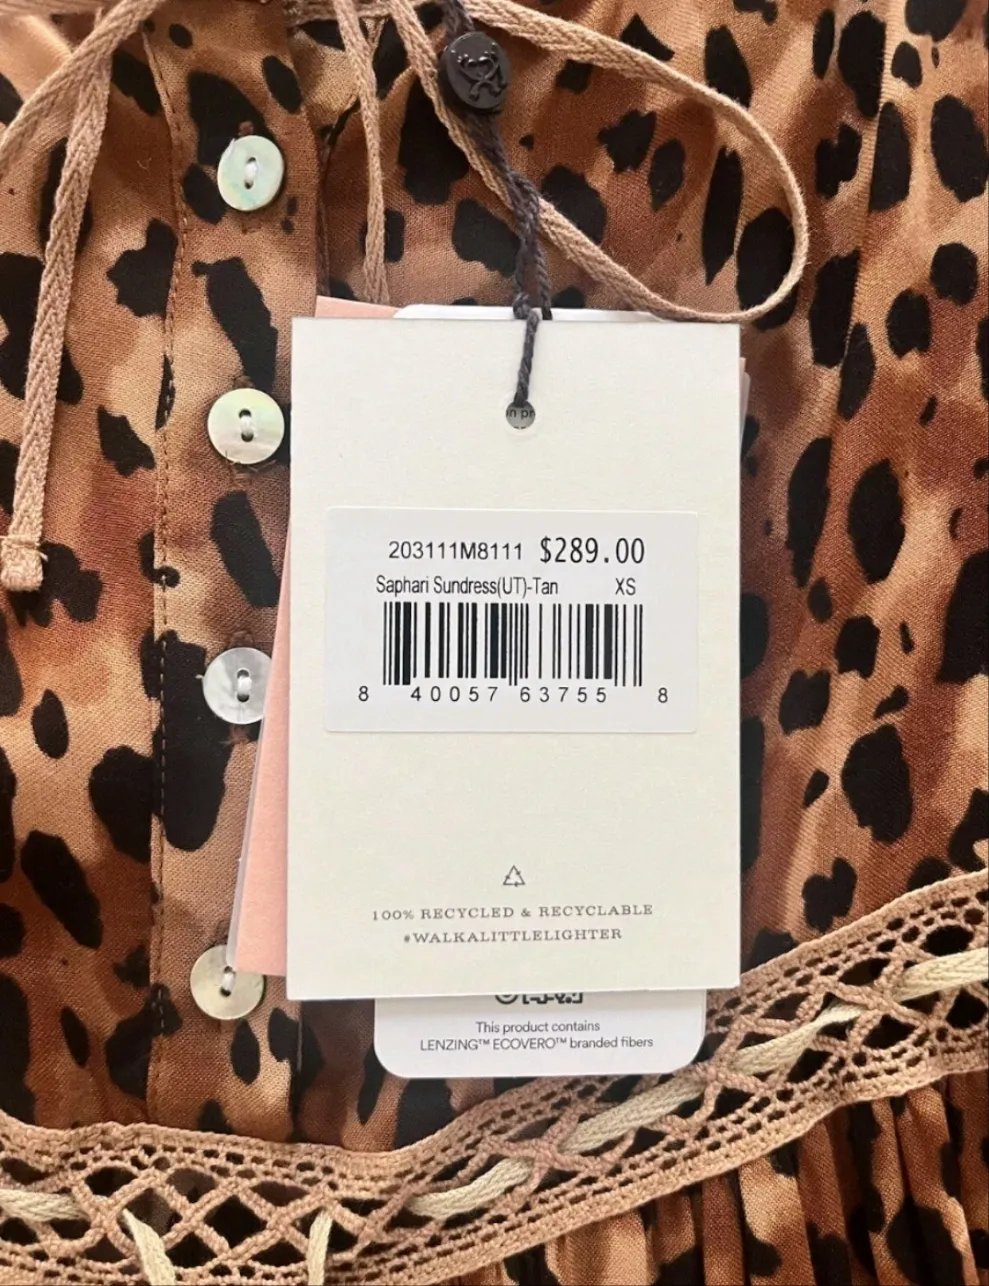 n pr
203111M8111 $289.00
Saphari Sundress(UT)-Tan XS
8 40057 63755 8
100% RECYCLED & RECYCLABLE
#WALKALITTLELIGHTER
This product contains
LENZING™ ECOVERO™ branded fibers